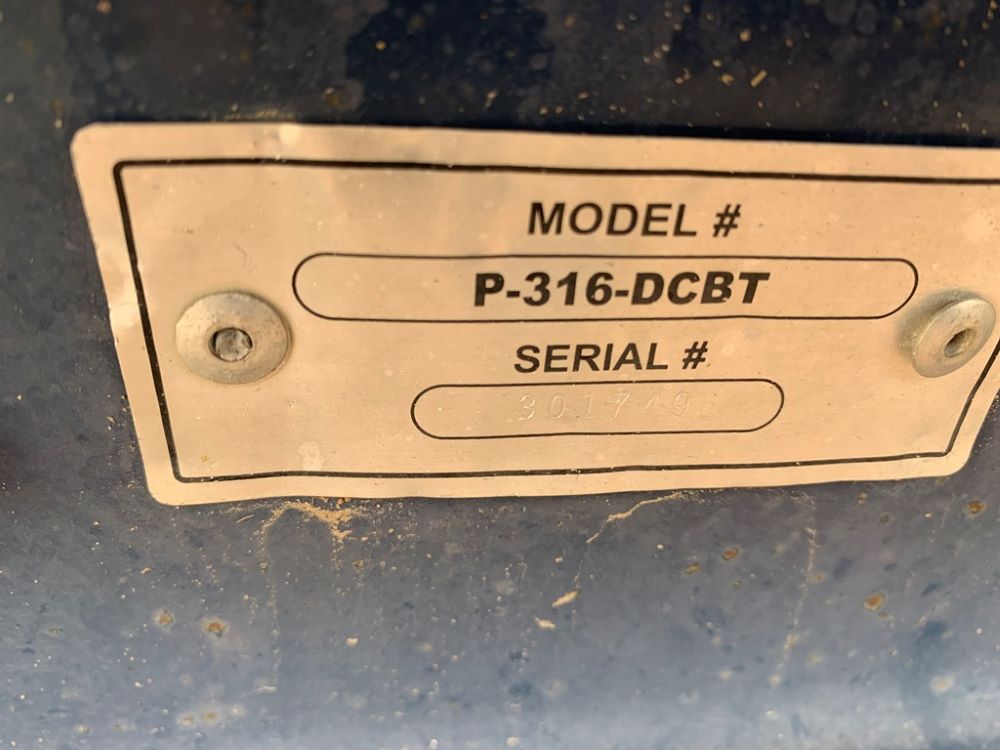 MODEL #
P-316-DCBT
SERIAL #
301749